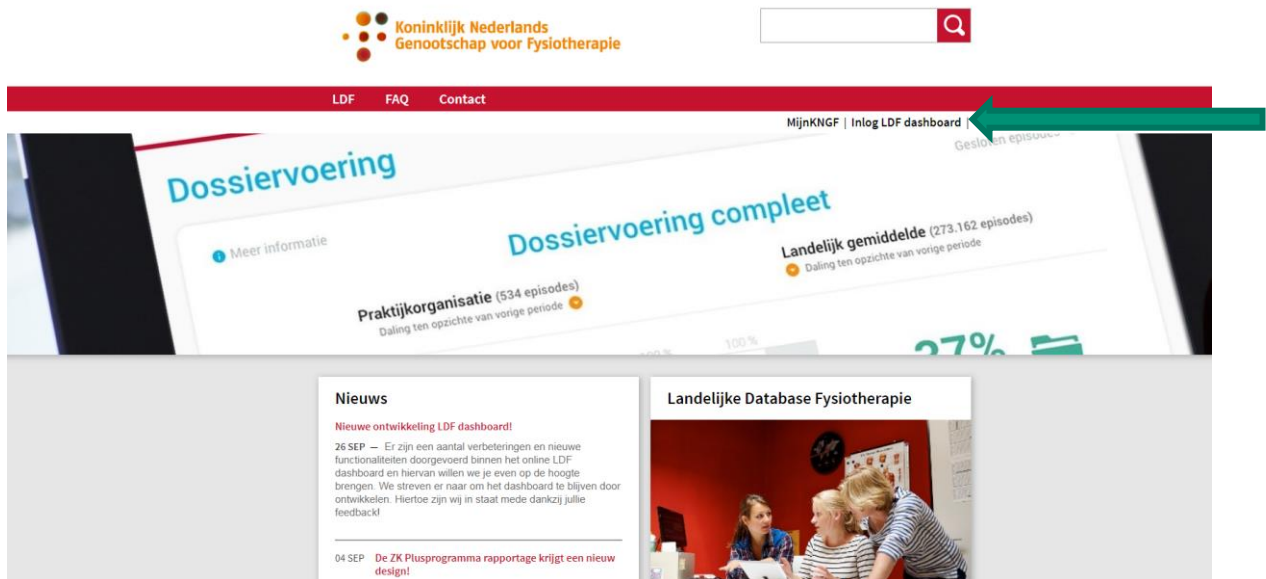 Koninklijk Nederlands
Genootschap voor Fysiotherapie
LDF FAQ Contact
MijnKNGF | Inlog LDF dashboard |
Dossiervoering
Gesloten episodes
Meer informatie
Dossiervoering compleet
Praktijkorganisatie (534 episodes)
Daling ten opzichte van vorige periode
Landelijk gemiddelde (273.162 episodes)
Daling ten opzichte van vorige periode
100 %
100 %
27%
Nieuws
Nieuwe ontwikkeling LDF dashboard!
26 SEP — Er zijn een aantal verbeteringen en nieuwe
functionaliteiten doorgevoerd binnen het online LDF
dashboard en hiervan willen we je even op de hoogte
brengen. We streven er naar om het dashboard te blijven door
ontwikkelen. Hiertoe zijn wij in staat mede dankzij jullie
feedback!
04 SEP De ZK Plusprogramma rapportage krijgt een nieuw
design!
Landelijke Database Fysiotherapie